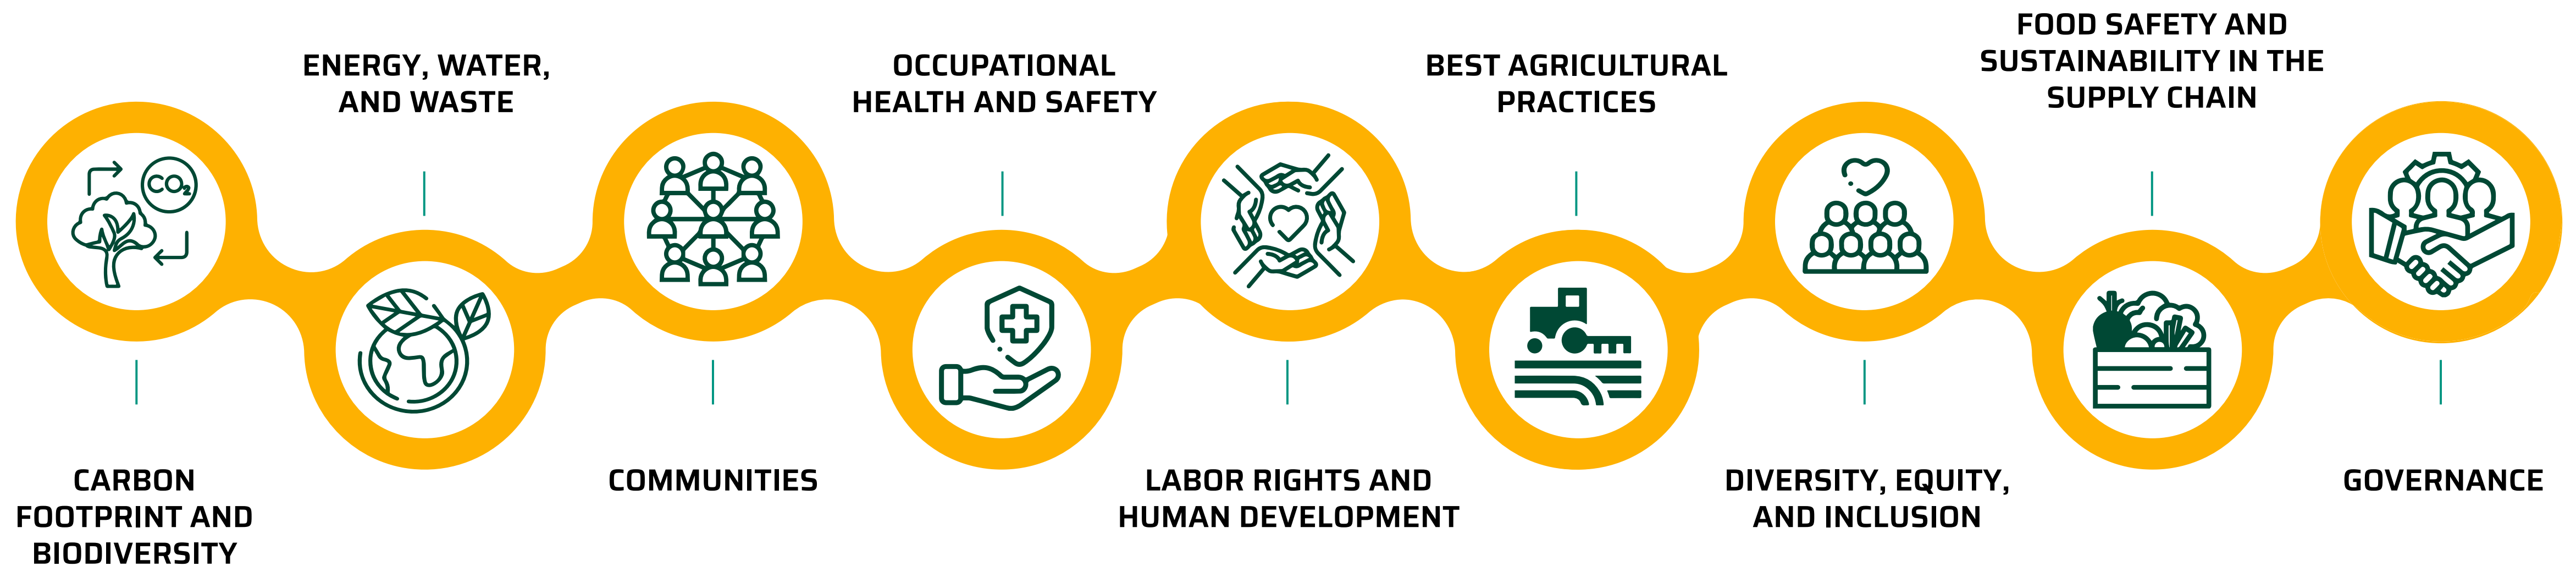 CO₂
CARBON
FOOTPRINT AND
BIODIVERSITY
ENERGY, WATER,
AND WASTE
COMMUNITIES
OCCUPATIONAL
HEALTH AND SAFETY
LABOR RIGHTS AND
HUMAN DEVELOPMENT
BEST AGRICULTURAL
PRACTICES
DIVERSITY, EQUITY,
AND INCLUSION
FOOD SAFETY AND
SUSTAINABILITY IN THE
SUPPLY CHAIN
GOVERNANCE